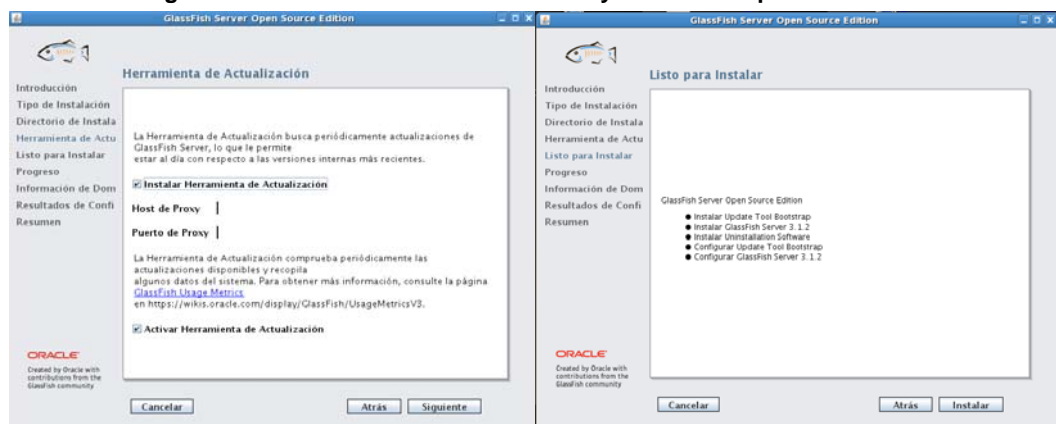 GlassFish Server Open Source Edition
Herramienta de Actualización
Introducción
Tipo de Instalación
Directorio de Instala
Herramienta de Actu
Listo para Instalar
Progreso
Información de Dom
Resultados de Confi
Resumen
La Herramienta de Actualización busca periódicamente actualizaciones de
GlassFish Server, lo que le permite
estar al día con respecto a las versiones internas más recientes.
Instalar Herramienta de Actualización
Host de Proxy
Puerto de Proxy
La Herramienta de Actualización comprueba periódicamente las
actualizaciones disponibles y recopila
algunos datos del sistema. Para obtener más información, consulte la página
GlassFish Usage Metrics
en https://wikis.oracle.com/display/GlassFish/UsageMetricsV3.
Activar Herramienta de Actualización
ORACLE
Created by Oracle with
contributions from the
GlassFish community
Cancelar
Atrás
Siguiente
GlassFish Server Open Source Edition
Listo para Instalar
Introducción
Tipo de Instalación
Directorio de Instala
Herramienta de Actu
Listo para Instalar
Progreso
Información de Dom
Resultados de Confi
Resumen
GlassFish Server Open Source Edition
● Instalar Update Tool Bootstrap
● Instalar GlassFish Server 3.1.2
● Instalar Uninstallation Software
● Configurar Update Tool Bootstrap
● Configurar GlassFish Server 3.1.2
ORACLE
Created by Oracle with
contributions from the
GlassFish community
Cancelar
Atrás
Instalar